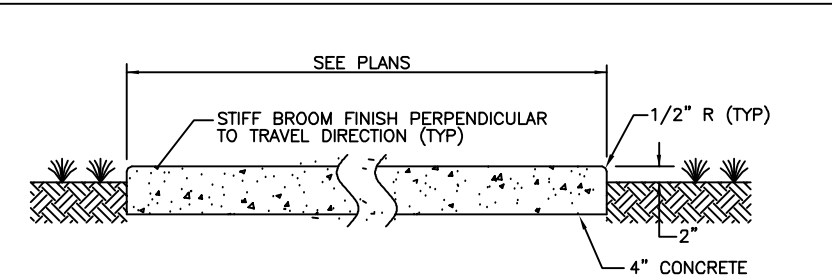 SEE PLANS
STIFF BROOM FINISH PERPENDICULAR
TO TRAVEL DIRECTION (TYP)
1/2" R (TYP)
2"
4" CONCRETE